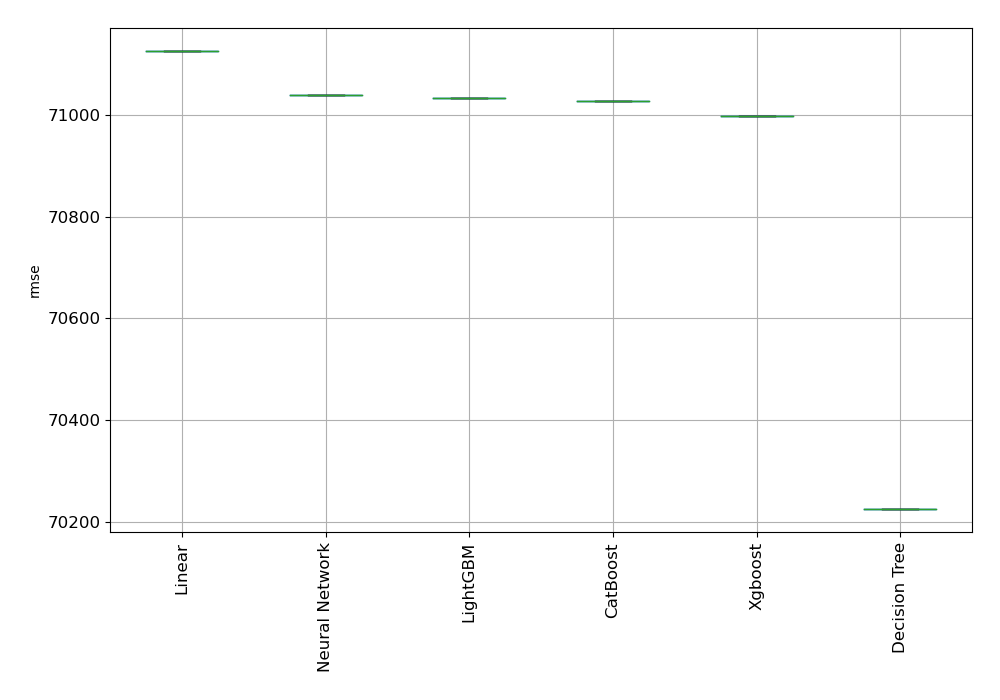 71000
70800
70600
70400
70200
rmse
Linear
Neural Network
LightGBM
CatBoost
Xgboost
Decision Tree